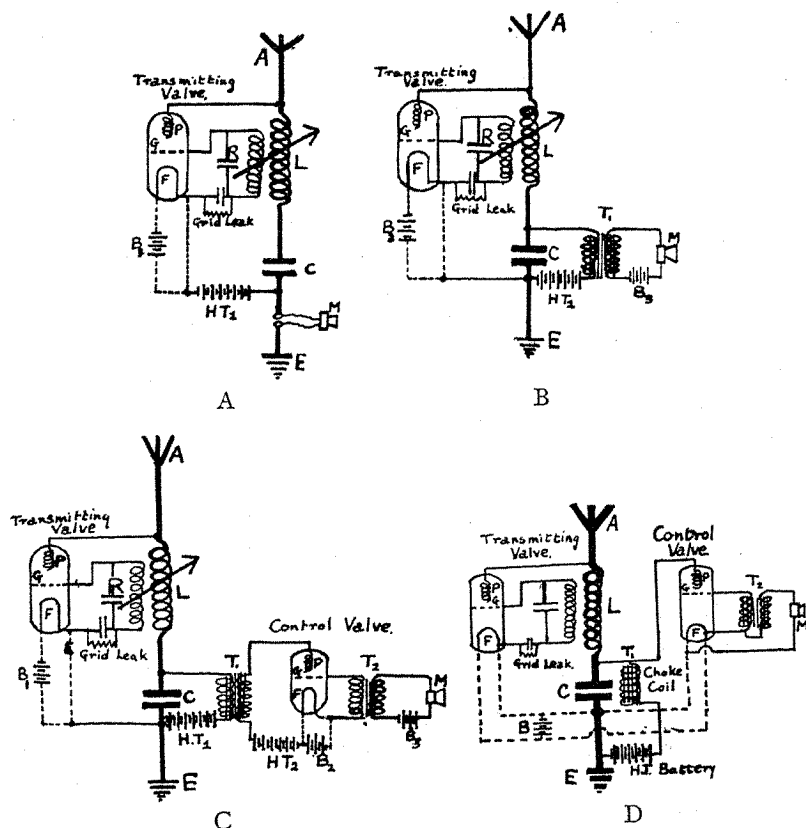 A
Transmitting
Valve.
P
G
F
R
L
Grid Leak
C
HT1
M
E
A
A
Transmitting
Valve.
P
G
F
R
L
Grid Leak
T1
C
M
HT1
B3
E
B
A
Transmitting
Valve
P
G
F
R
L
Grid Leak
B1
C
T1
H.T1
Control Valve.
P
G
F
T2
M
HT2
B2
B3
E
C
A
Transmitting
Valve.
P
G
F
L
Grid Leak
Control
Valve
P
G
F
T2
M
T1
Choke
Coil
C
B
E
H.T. Battery
D